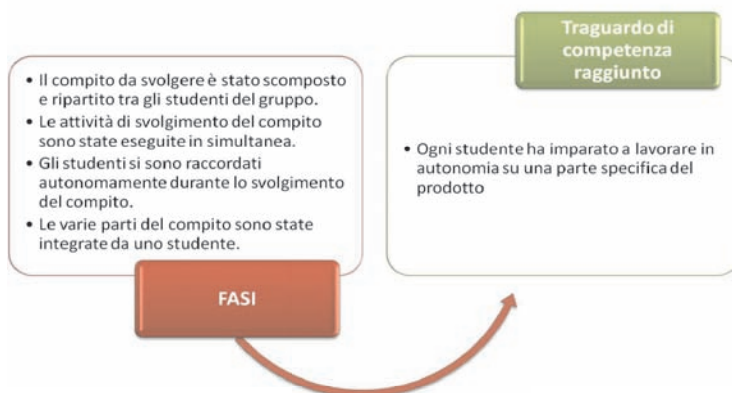 Traguardo di
competenza
raggiunto
• Il compito da svolgere è stato scomposto
e ripartito tra gli studenti del gruppo.
• Le attività di svolgimento del compito
sono state eseguite in simultanea.
• Gli studenti si sono raccordati
autonomamente durante lo svolgimento
del compito.
• Le varie parti del compito sono state
integrate da uno studente.
• Ogni studente ha imparato a lavorare in
autonomia su una parte specifica del
prodotto
FASI